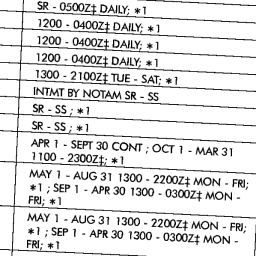 SR - 0500Z‡ DAILY; ∗1
1200 - 0400Z‡ DAILY; ∗1
1200 - 0400Z‡ DAILY; ∗1
1200 - 0400Z‡ DAILY; ∗1
1300 - 2100Z‡ TUE - SAT; ∗1
INTMT BY NOTAM SR - SS
SR - SS ; ∗1
SR - SS ; ∗1
APR 1 - SEPT 30 CONT ; OCT 1 - MAR 31
1100 - 2300Z‡; ∗1
MAY 1 - AUG 31 1300 - 2200Z‡ MON - FRI;
∗1 ; SEP 1 - APR 30 1300 - 0300Z‡ MON -
FRI; ∗1
MAY 1 - AUG 31 1300 - 2200Z‡ MON - FRI;
∗1 ; SEP 1 - APR 30 1300 - 0300Z‡ MON -
FRI; ∗1